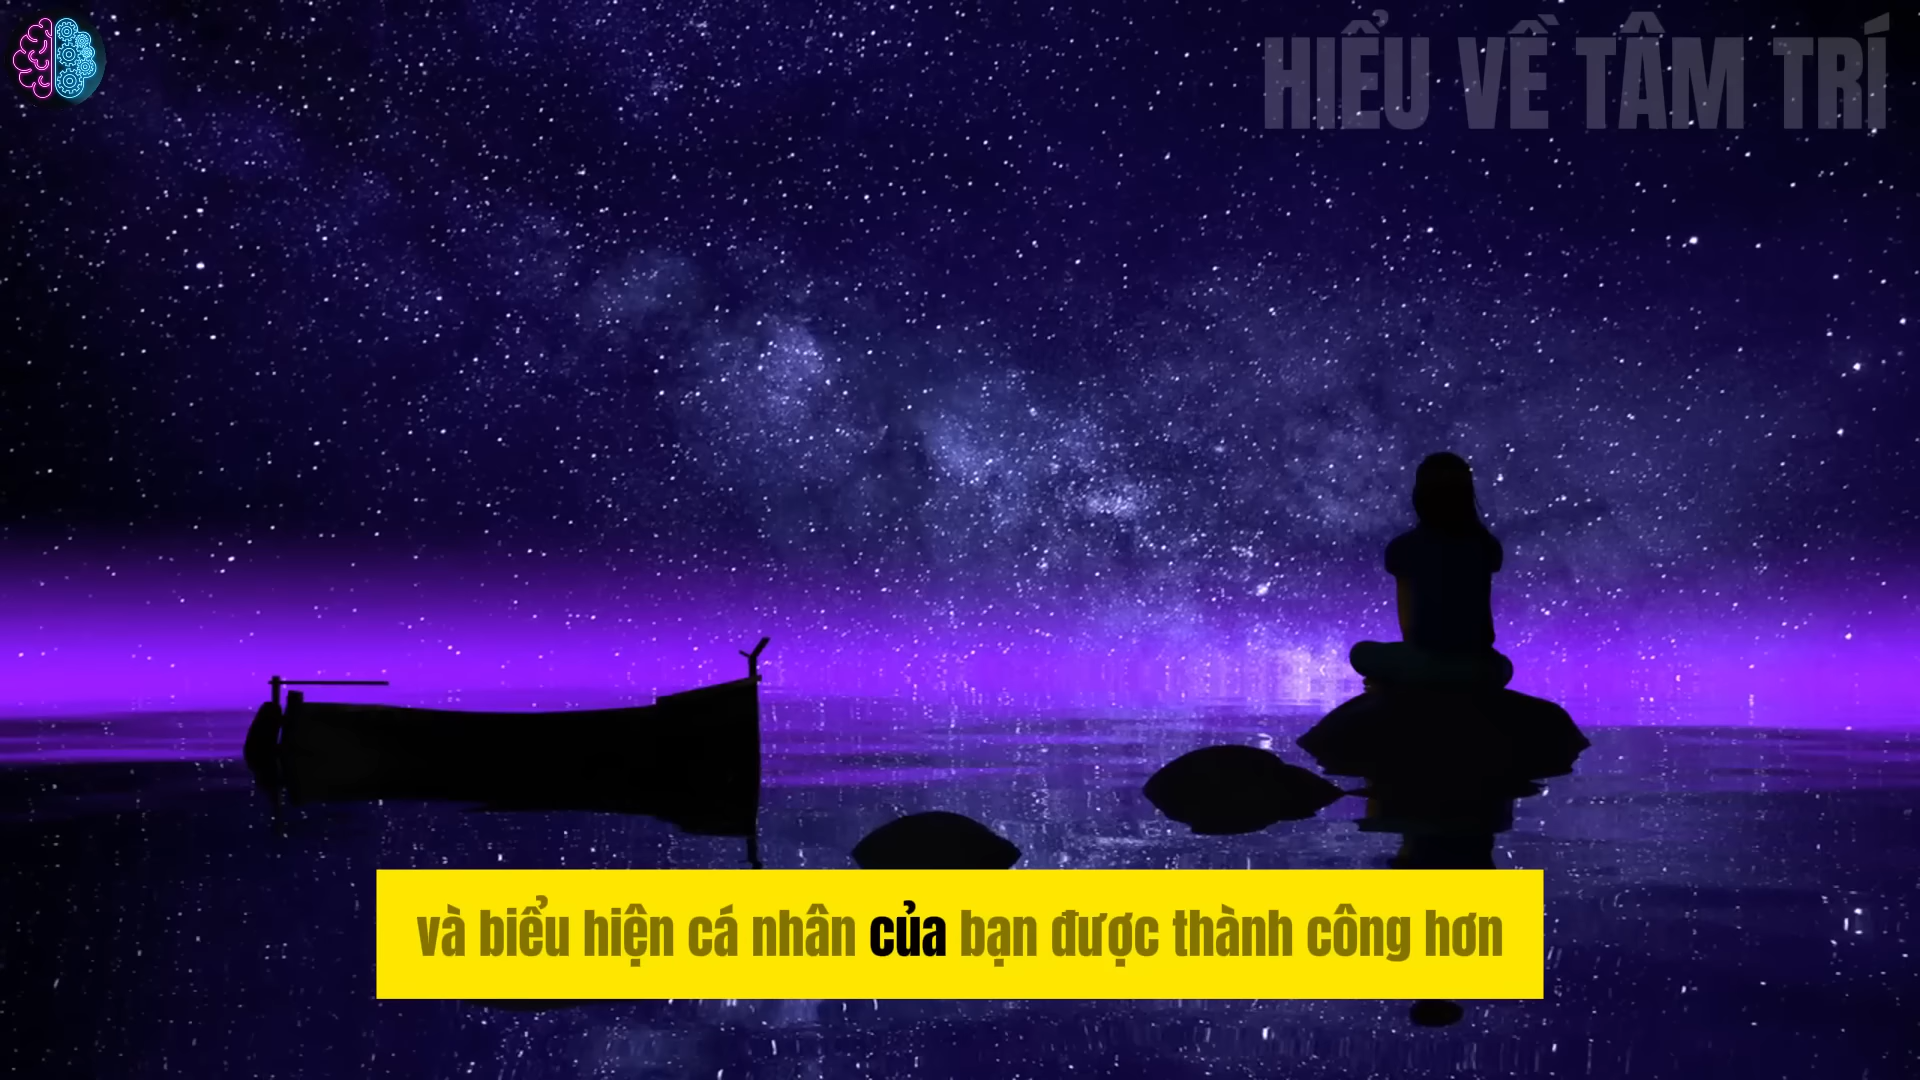 HIỂU VỀ TÂM TRÍ
và biểu hiện cá nhân của bạn được thành công hơn